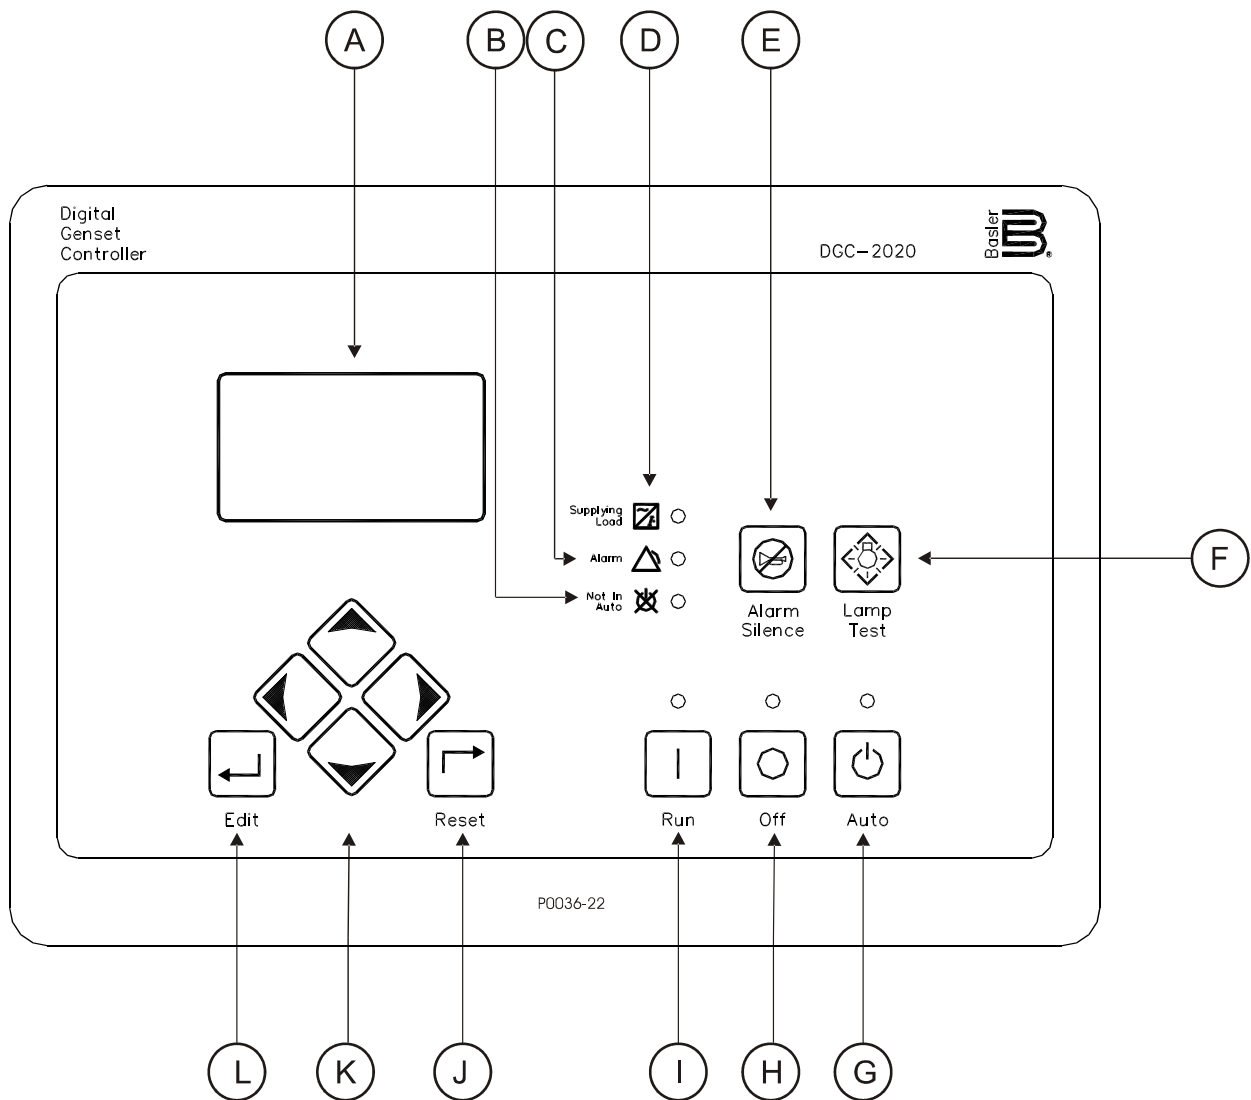 A
B
C
D
E
Digital
Genset
Controller
DGC-2020
Basler
B
®
Supplying
Load
Alarm
Not In
Auto
Alarm
Silence
Lamp
Test
F
Edit
Reset
Run
Off
Auto
P0036-22
L
K
J
I
H
G